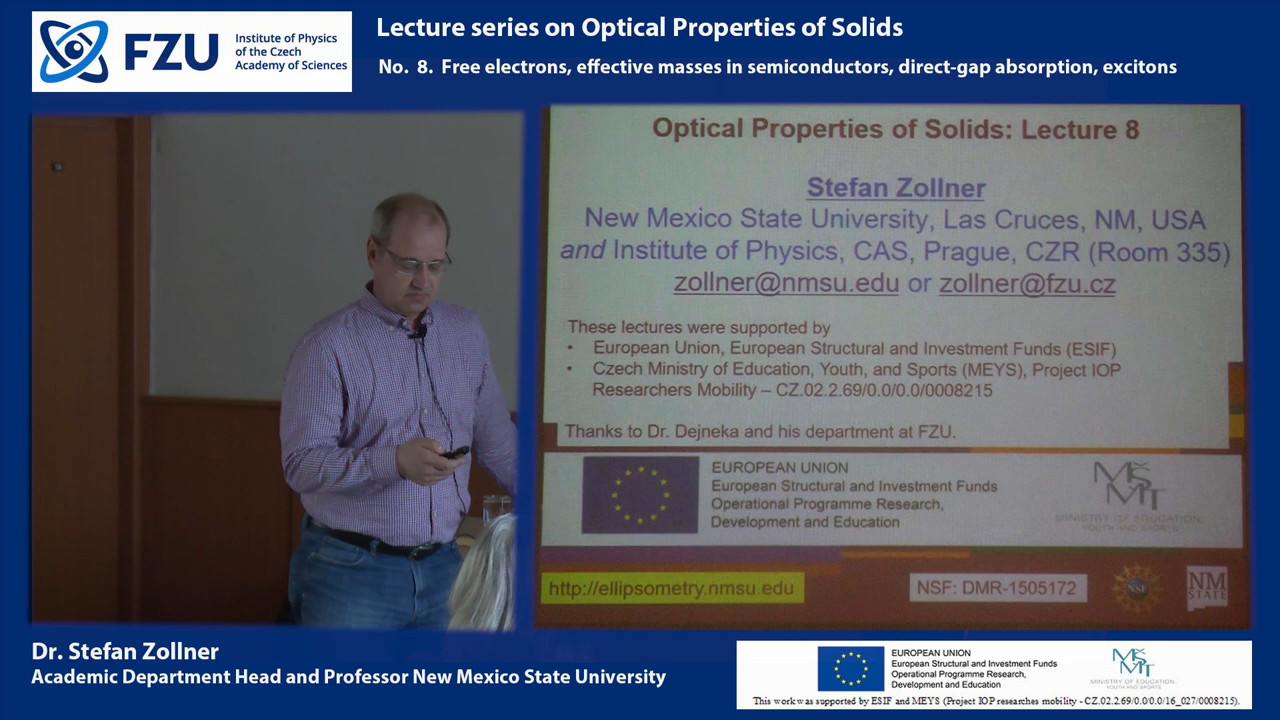 FZU
Institute of Physics
of the Czech
Academy of Sciences
Lecture series on Optical Properties of Solids
No. 8. Free electrons, effective masses in semiconductors, direct-gap absorption, excitons
Optical Properties of Solids: Lecture 8
Stefan Zollner
New Mexico State University, Las Cruces, NM, USA
and Institute of Physics, CAS, Prague, CZR (Room 335)
zollner@nmsu.edu or zollner@fzu.cz
These lectures were supported by
• European Union, European Structural and Investment Funds (ESIF)
• Czech Ministry of Education, Youth, and Sports (MEYS), Project IOP
Researchers Mobility – CZ.02.2.69/0.0/0.0/0008215
Thanks to Dr. Dejneka and his department at FZU.
EUROPEAN UNION
European Structural and Investment Funds
Operational Programme Research,
Development and Education
MŠMT
MINISTRY OF EDUCATION,
YOUTH AND SPORTS
http://ellipsometry.nmsu.edu
NSF: DMR-1505172
NSF
NM
STATE
Dr. Stefan Zollner
Academic Department Head and Professor New Mexico State University
EUROPEAN UNION
European Structural and Investment Funds
Operational Programme Research,
Development and Education
MŠMT
MINISTRY OF EDUCATION,
YOUTH AND SPORTS
This work was supported by ESIF and MEYS (Project IOP researches mobility - CZ.02.2.69/0.0/0.0/16_027/0008215).